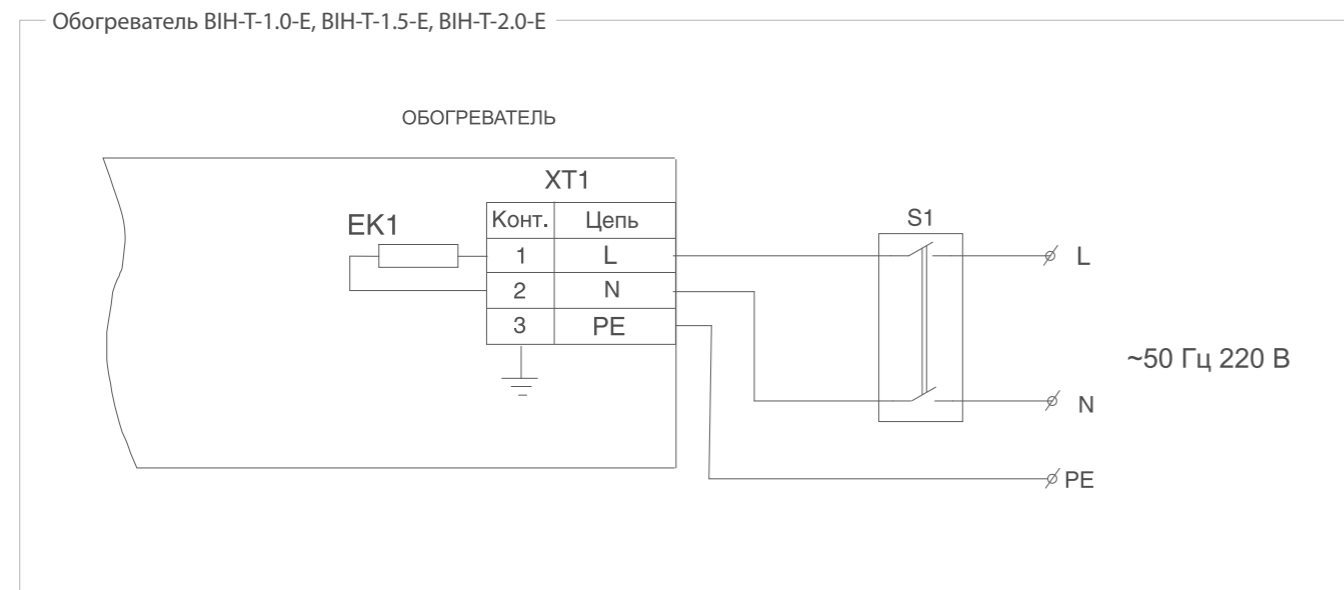 Обогреватель BIH-T-1.0-E, BIH-T-1.5-E, BIH-T-2.0-E
ОБОГРЕВАТЕЛЬ
XT1
EK1
Конт. Цепь
1 L
2 N
3 PE
S1
L
~50 Гц 220 В
N
PE